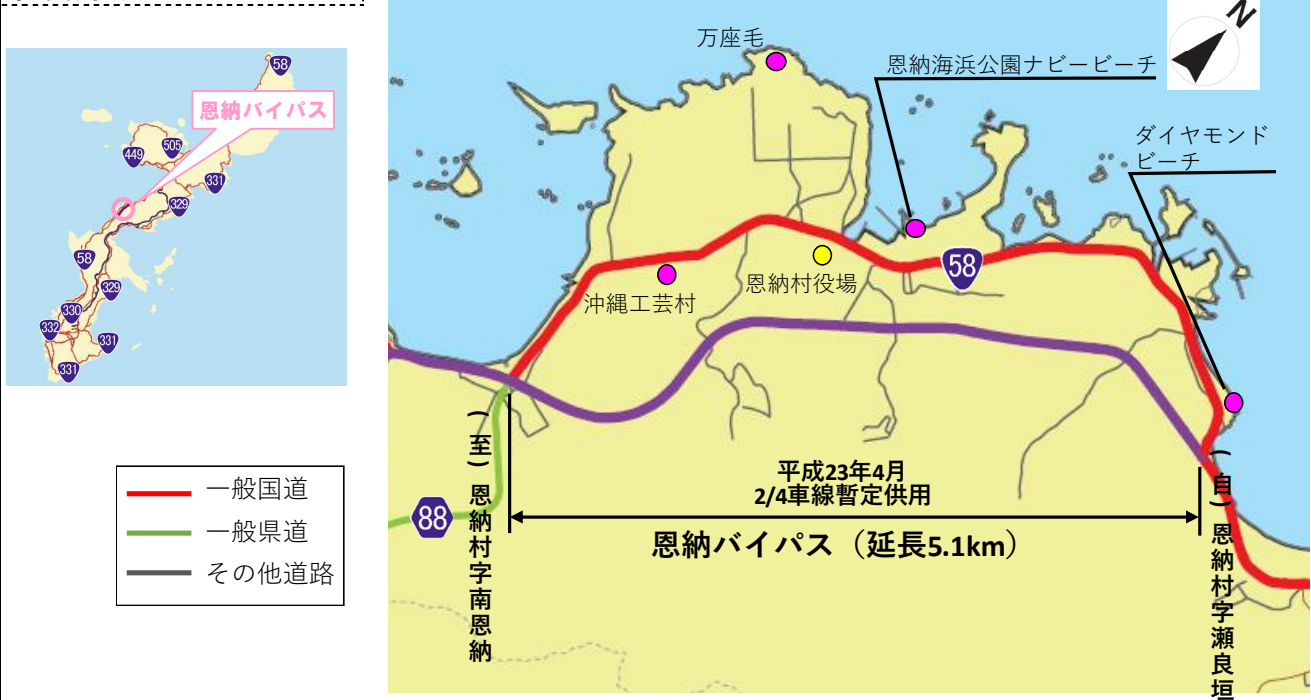 58
恩納バイパス
449
505
331
329
58
329
330
332
331
331
一般国道
一般県道
その他道路
N
万座毛
恩納海浜公園ナビービーチ
ダイヤモンド
ビーチ
58
恩納村役場
沖縄工芸村
平成23年4月
2/4車線暫定供用
恩納バイパス（延長5.1km）
88
（至）恩納村字南恩納
（自）恩納村字瀬良垣